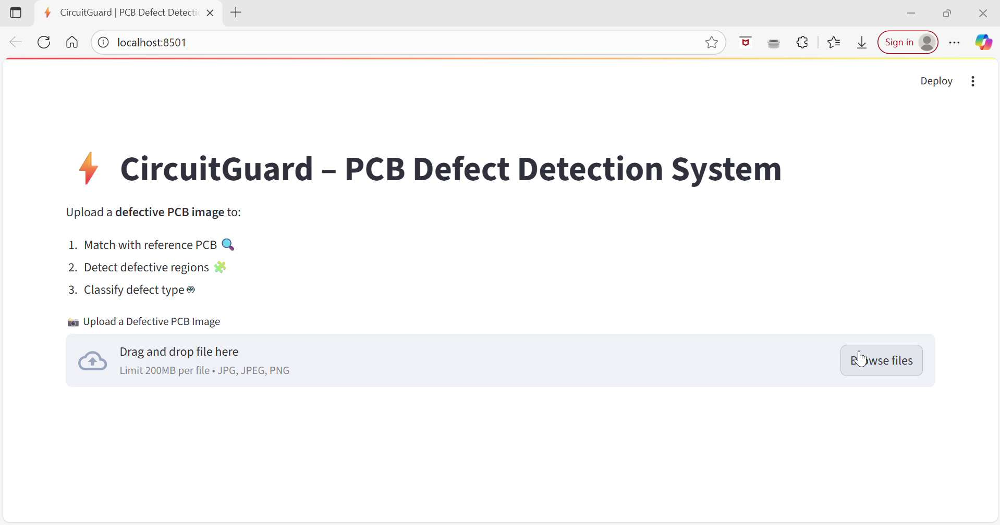 CircuitGuard | PCB Defect Detecti
localhost:8501
Sign in
Deploy
CircuitGuard – PCB Defect Detection System
Upload a defective PCB image to:
1. Match with reference PCB
2. Detect defective regions
3. Classify defect type
Upload a Defective PCB Image
Drag and drop file here
Limit 200MB per file • JPG, JPEG, PNG
Browse files